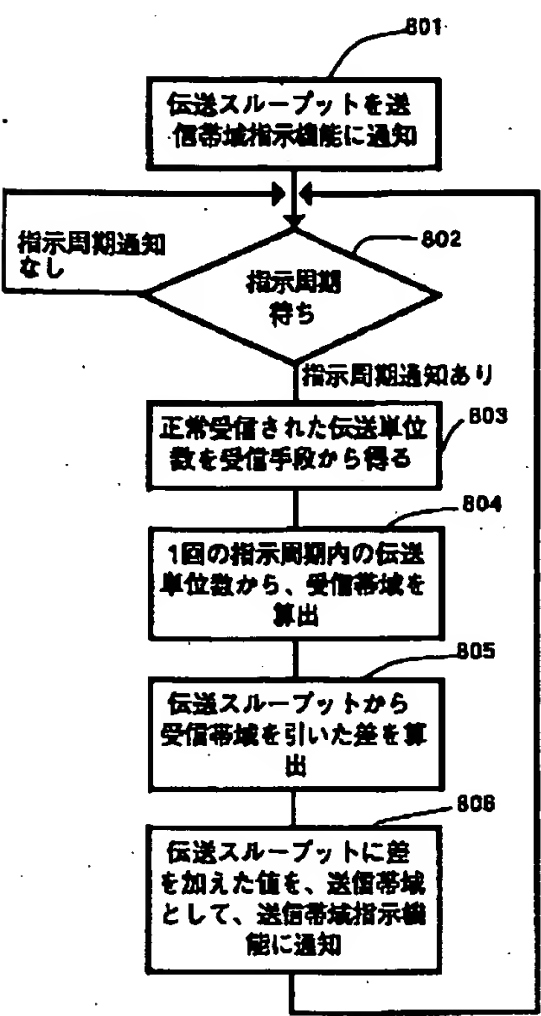 801
伝送スループットを送
信帯域指示機能に通知
指示周期通知
なし
802
指示周期
待ち
指示周期通知あり
803
正常受信された伝送単位
数を受信手段から得る
804
1回の指示周期内の伝送
単位数から、受信帯域を
算出
805
伝送スループットから
受信帯域を引いた差を算
出
806
伝送スループットに差
を加えた値を、送信帯域
として、送信帯域指示機
能に通知